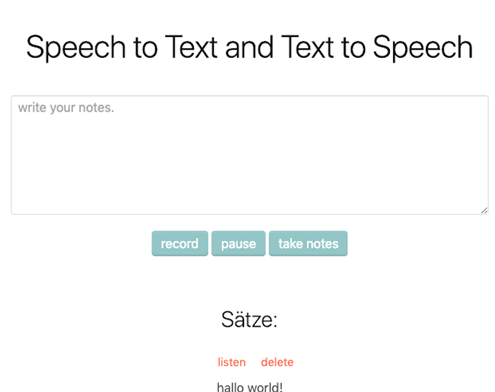 Speech to Text and Text to Speech
write your notes.
record pause take notes
Sätze:
listen delete
hallo world!